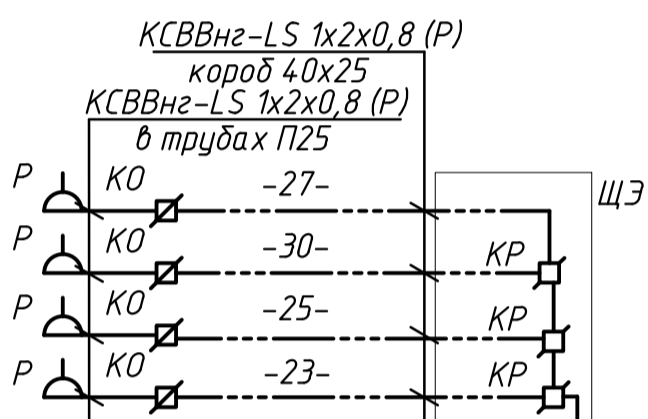 КСВВнг-LS 1х2х0,8 (Р)
короб 40х25
КСВВнг-LS 1х2х0,8 (Р)
в трубах П25
Р КО -27- ЩЭ
Р КО -30- КР
Р КО -25- КР
Р КО -23- КР